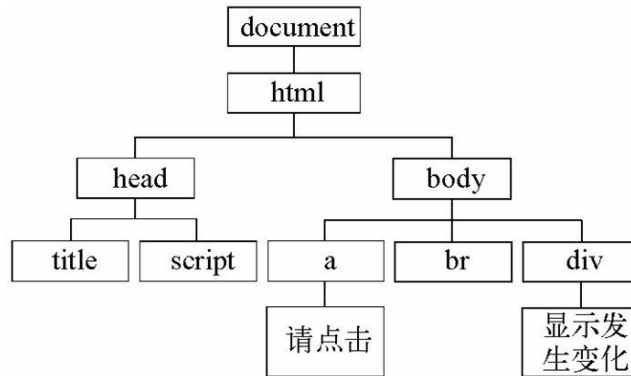 document
html
head
body
title
script
a
br
div
请点击
显示发
生变化